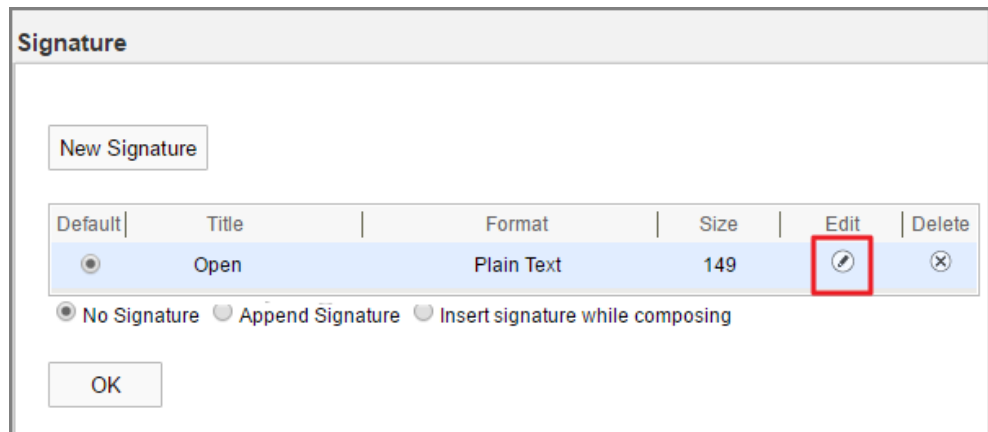 Signature
New Signature
Default Title Format Size Edit Delete
Open Plain Text 149
No Signature Append Signature Insert signature while composing
OK